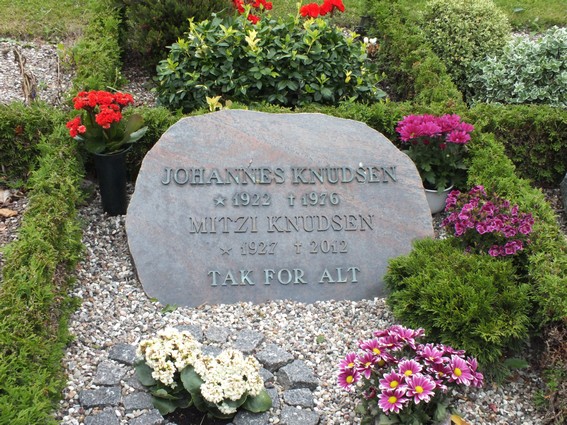 JOHANNES KNUDSEN
★ 1922 † 1976
MITZI KNUDSEN
★ 1927 † 2012
TAK FOR ALT